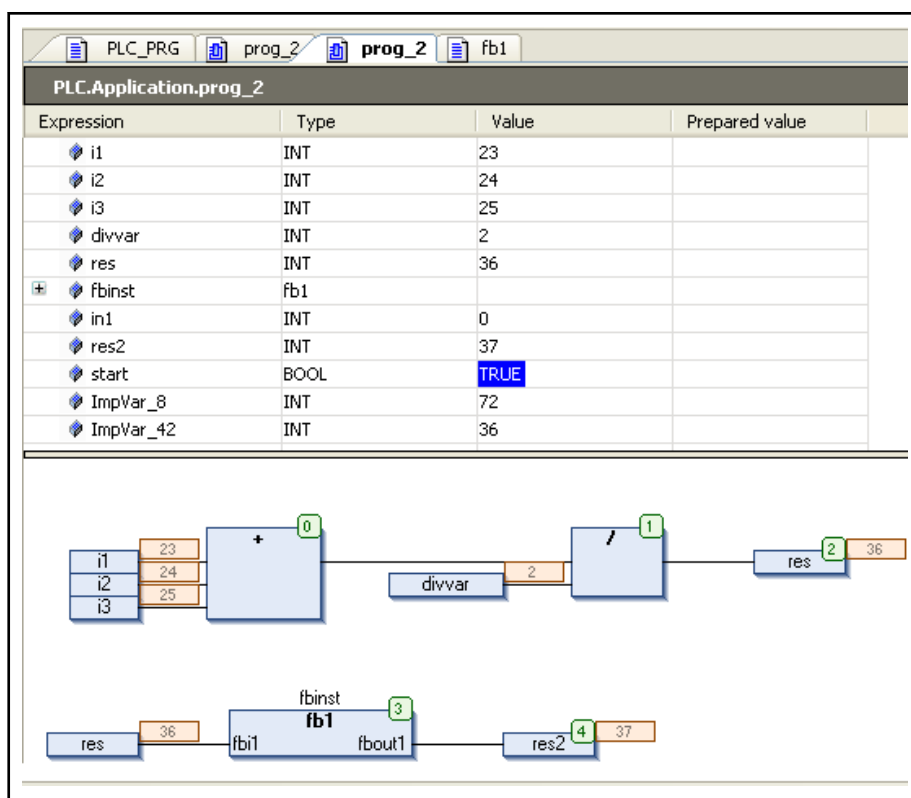 PLC_PRG prog_2 prog_2 fb1
PLC.Application.prog_2
Expression Type Value Prepared value
i1 INT 23
i2 INT 24
i3 INT 25
divvar INT 2
res INT 36
fbinst fb1
in1 INT 0
res2 INT 37
start BOOL TRUE
ImpVar_8 INT 72
ImpVar_42 INT 36
+ 0 / 1
i1 23 res 2 36
i2 24 divvar 2
i3 25
fbinst
fb1 3
res 36 fbi1 fbout1 res2 4 37